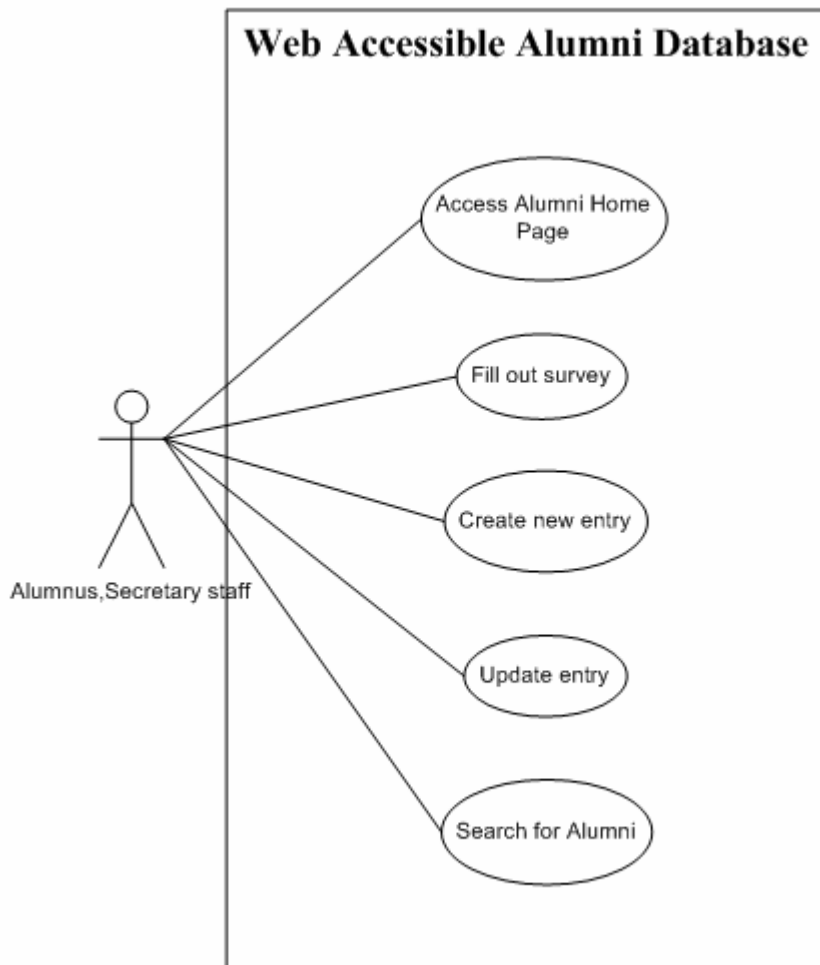 Web Accessible Alumni Database
Access Alumni Home
Page
Fill out survey
Create new entry
Alumnus,Secretary staff
Update entry
Search for Alumni